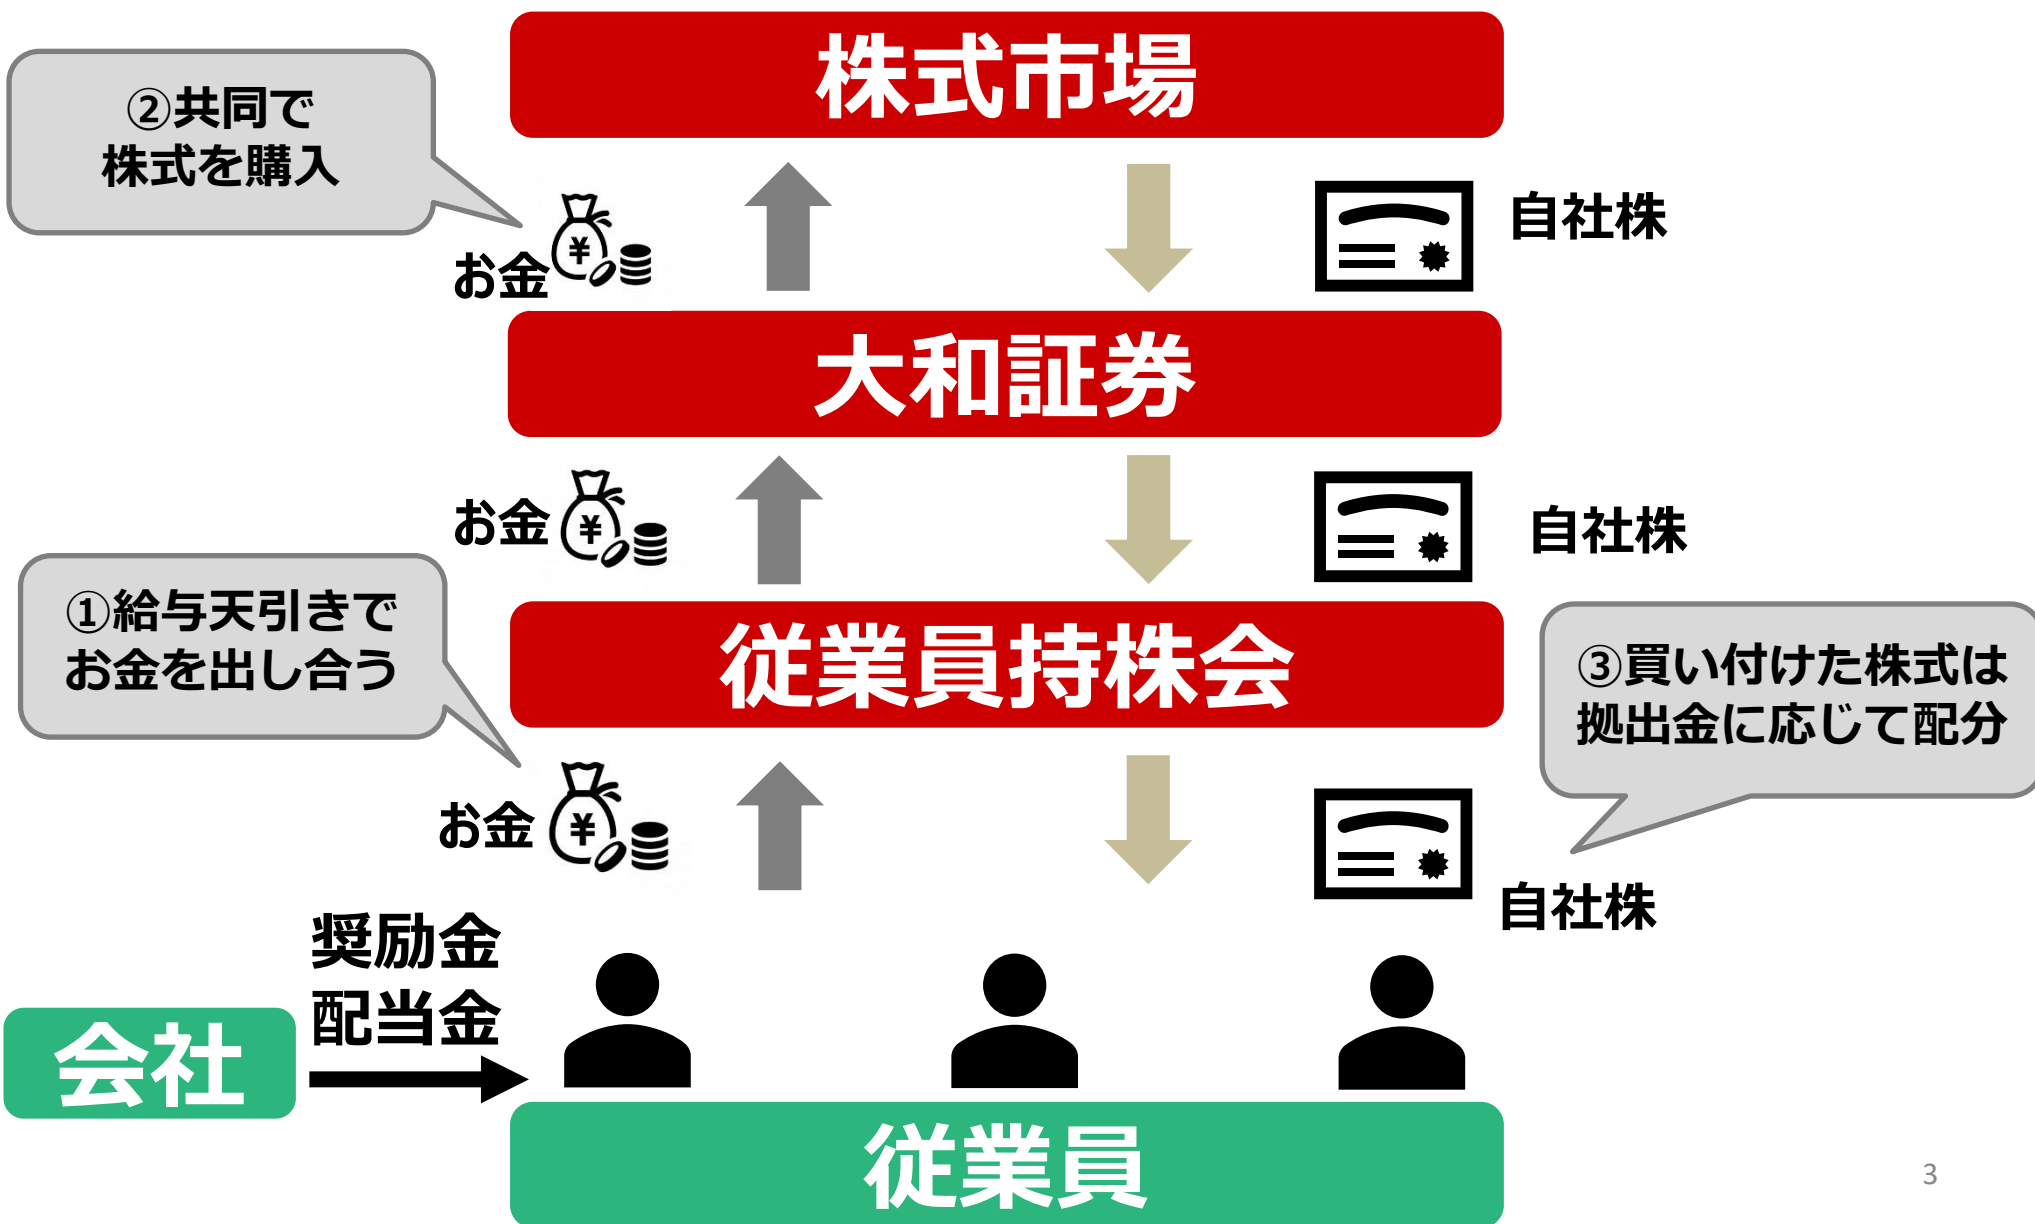 株式市場
②共同で
株式を購入
お金
¥
自社株
大和証券
お金
¥
自社株
①給与天引きで
お金を出し合う
従業員持株会
③買い付けた株式は
拠出金に応じて配分
お金
¥
自社株
奨励金
配当金
会社
従業員
3